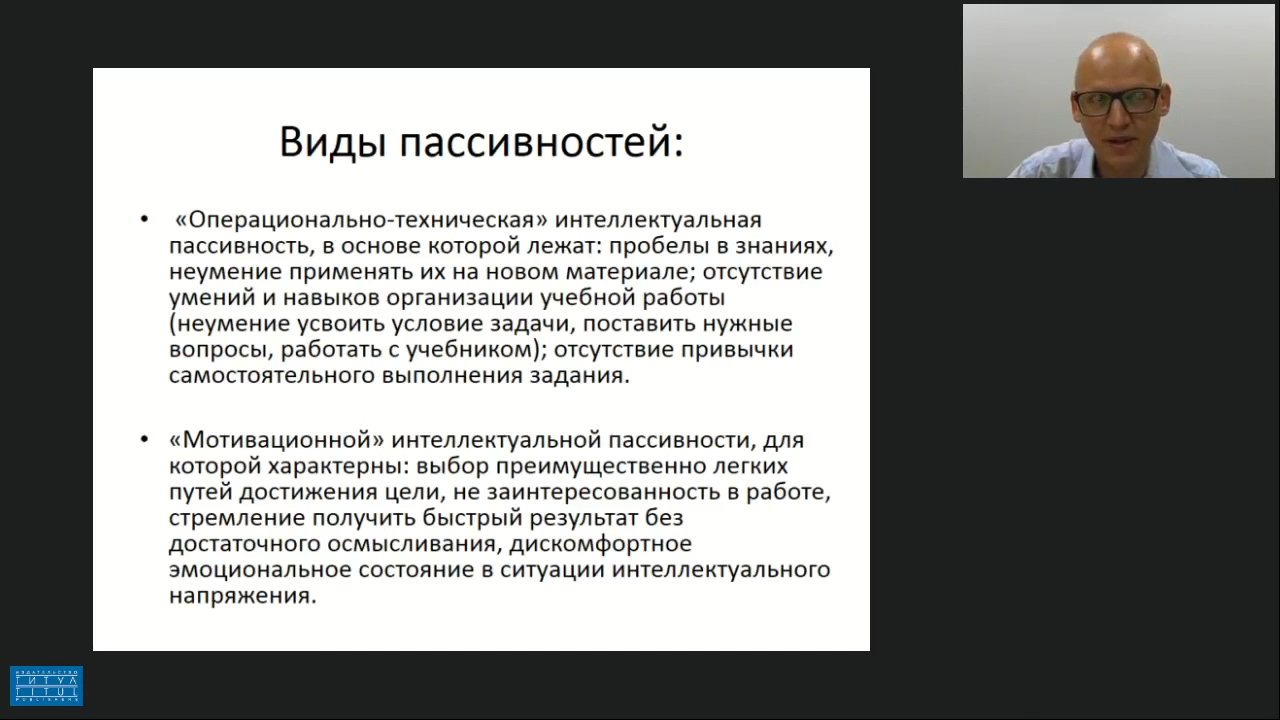 Виды пассивностей:
• «Операционально-техническая» интеллектуальная
пассивность, в основе которой лежат: пробелы в знаниях,
неумение применять их на новом материале; отсутствие
умений и навыков организации учебной работы
(неумение усвоить условие задачи, поставить нужные
вопросы, работать с учебником); отсутствие привычки
самостоятельного выполнения задания.
• «Мотивационной» интеллектуальной пассивности, для
которой характерны: выбор преимущественно легких
путей достижения цели, не заинтересованность в работе,
стремление получить быстрый результат без
достаточного осмысливания, дискомфортное
эмоциональное состояние в ситуации интеллектуального
напряжения.
ИЗДАТЕЛЬСТВО
ТИТУЛ
TITUL
PUBLISHERS